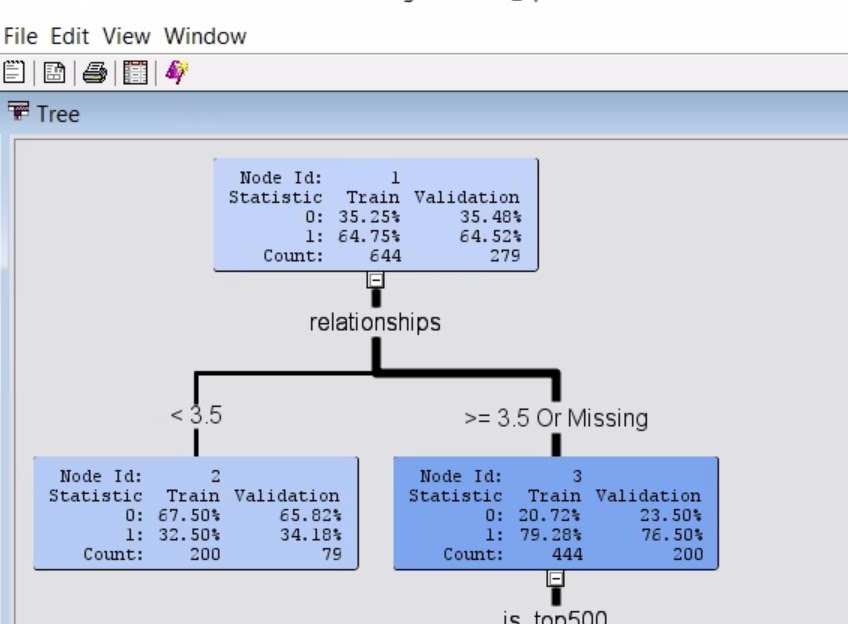 File Edit View Window
Tree
Node Id: 1
Statistic Train Validation
0: 35.25% 35.48%
1: 64.75% 64.52%
Count: 644 279
relationships
< 3.5
>= 3.5 Or Missing
Node Id: 2
Statistic Train Validation
0: 67.50% 65.82%
1: 32.50% 34.18%
Count: 200 79
Node Id: 3
Statistic Train Validation
0: 20.72% 23.50%
1: 79.28% 76.50%
Count: 444 200
is_top500